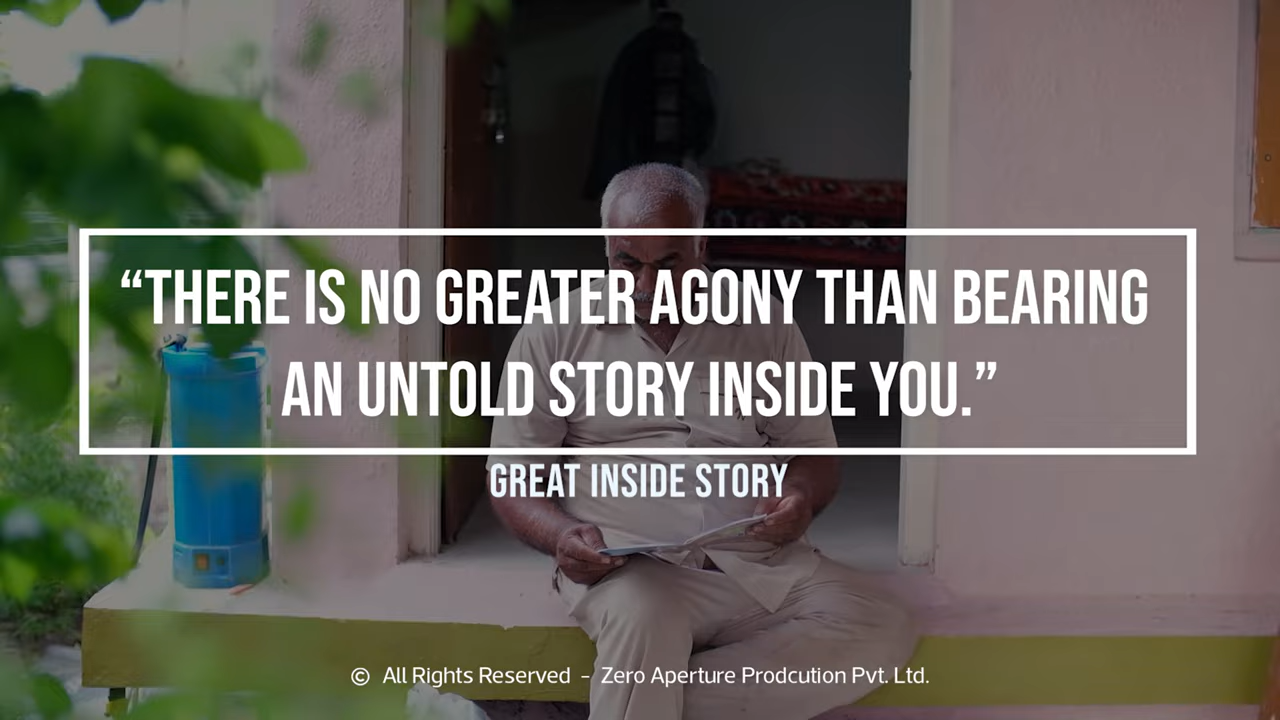 “THERE IS NO GREATER AGONY THAN BEARING
AN UNTOLD STORY INSIDE YOU.”
GREAT INSIDE STORY
© All Rights Reserved - Zero Aperture Prodcution Pvt. Ltd.